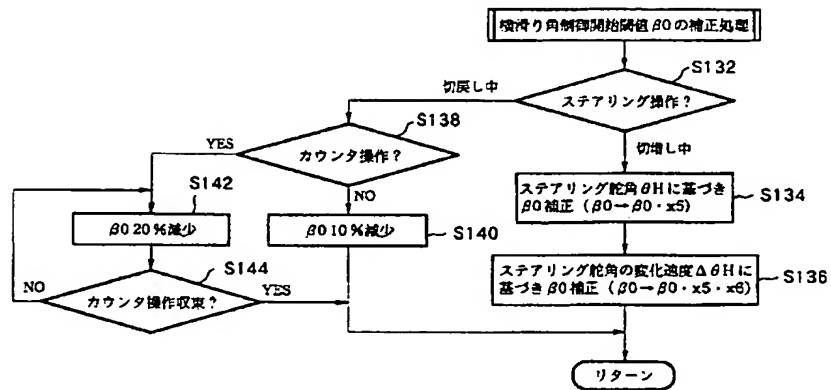 横滑り角制御開始閾値β0の補正処理
S132
切戻し中
ステアリング操作？
S138
YES
カウンタ操作？
切増し中
S142
NO
ステアリング舵角θHに基づき
β0補正（β0→β0・x5）
S134
β0 20％減少
β0 10％減少
S140
S144
ステアリング舵角の変化速度ΔθHに
基づきβ0補正（β0→β0・x5・x6）
S136
NO
カウンタ操作収束？
YES
リターン